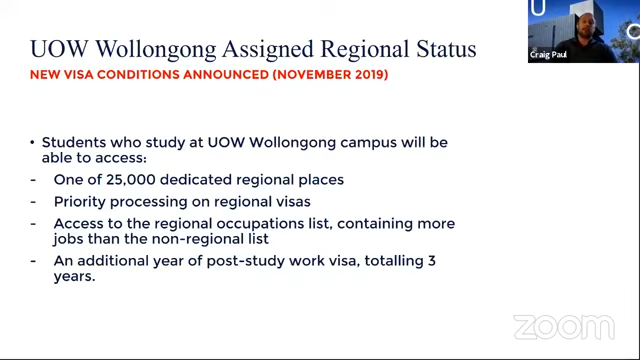 UOW Wollongong Assigned Regional Status
NEW VISA CONDITIONS ANNOUNCED (NOVEMBER 2019)
• Students who study at UOW Wollongong campus will be
able to access:
- One of 25,000 dedicated regional places
- Priority processing on regional visas
- Access to the regional occupations list, containing more
jobs than the non-regional list
- An additional year of post-study work visa, totalling 3
years.
U
O
Craig Paul
zoom